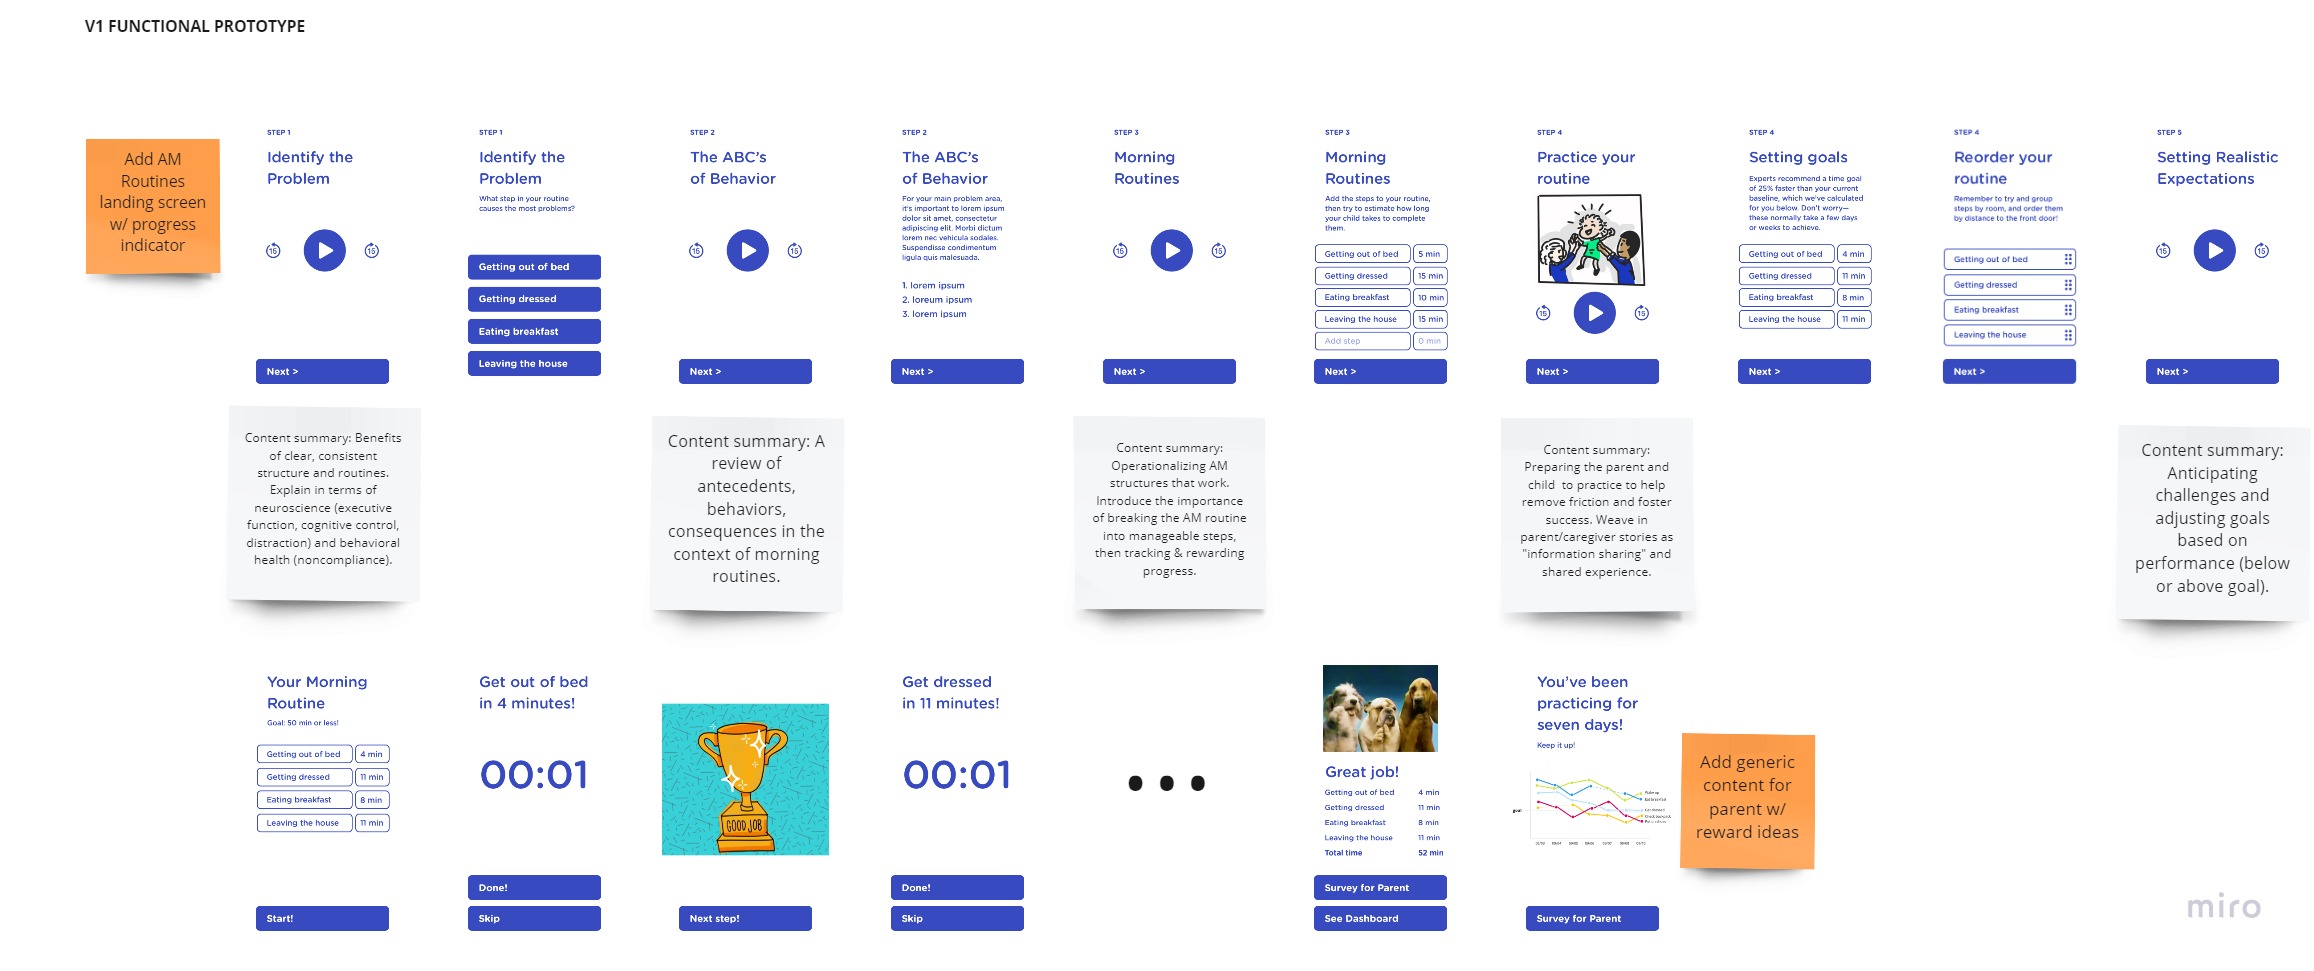 V1 FUNCTIONAL PROTOTYPE
Add AM
Routines
landing screen
w/ progress
indicator
STEP 1
Identify the
Problem
15
15
Next >
STEP 1
Identify the
Problem
What step in your routine
causes the most problems?
Getting out of bed
Getting dressed
Eating breakfast
Leaving the house
STEP 2
The ABC's
of Behavior
15
15
Next >
STEP 2
The ABC's
of Behavior
For your main problem area,
it's important to lorem ipsum
dolor sit amet, consectetur
adipiscing elit. Morbi dictum
lorem nec vehicula sodales.
Suspendisse condimentum
ligula quis malesuada.
1. lorem ipsum
2. loreum ipsum
3. lorem ipsum
Next >
STEP 3
Morning
Routines
15
15
Next >
STEP 3
Morning
Routines
Add the steps to your routine,
then try to estimate how long
your child takes to complete
them.
Getting out of bed 5 min
Getting dressed 15 min
Eating breakfast 10 min
Leaving the house 15 min
Add step 0 min
Next >
STEP 4
Practice your
routine
15
15
Next >
STEP 4
Setting goals
Experts recommend a time goal
of 25% faster than your current
baseline, which we've calculated
for you below. Don't worry—
these normally take a few days
or weeks to achieve.
Getting out of bed 4 min
Getting dressed 11 min
Eating breakfast 8 min
Leaving the house 11 min
Next >
STEP 4
Reorder your
routine
Remember to try and group
steps by room, and order them
by distance to the front door!
Getting out of bed
Getting dressed
Eating breakfast
Leaving the house
Next >
STEP 5
Setting Realistic
Expectations
15
15
Next >
Content summary: Benefits
of clear, consistent
structure and routines.
Explain in terms of
neuroscience (executive
function, cognitive control,
distraction) and behavioral
health (noncompliance).
Content summary: A
review of
antecedents,
behaviors,
consequences in the
context of morning
routines.
Content summary:
Operationalizing AM
structures that work.
Introduce the importance
of breaking the AM routine
into manageable steps,
then tracking & rewarding
progress.
Content summary:
Preparing the parent and
child to practice to help
remove friction and foster
success. Weave in
parent/caregiver stories as
"information sharing" and
shared experience.
Content summary:
Anticipating
challenges and
adjusting goals
based on
performance (below
or above goal).
Your Morning
Routine
Goal: 50 min or less!
Getting out of bed 4 min
Getting dressed 11 min
Eating breakfast 8 min
Leaving the house 11 min
Start!
Get out of bed
in 4 minutes!
00:01
Done!
Skip
GOOD JOB
Next step!
Get dressed
in 11 minutes!
00:01
Done!
Skip
Great job!
Getting out of bed 4 min
Getting dressed 11 min
Eating breakfast 8 min
Leaving the house 11 min
Total time 52 min
Survey for Parent
See Dashboard
You've been
practicing for
seven days!
Keep it up!
goal
Wake up
Eat breakfast
Get dressed
Check backpack
Survey for Parent
Add generic
content for
parent w/
reward ideas
miro